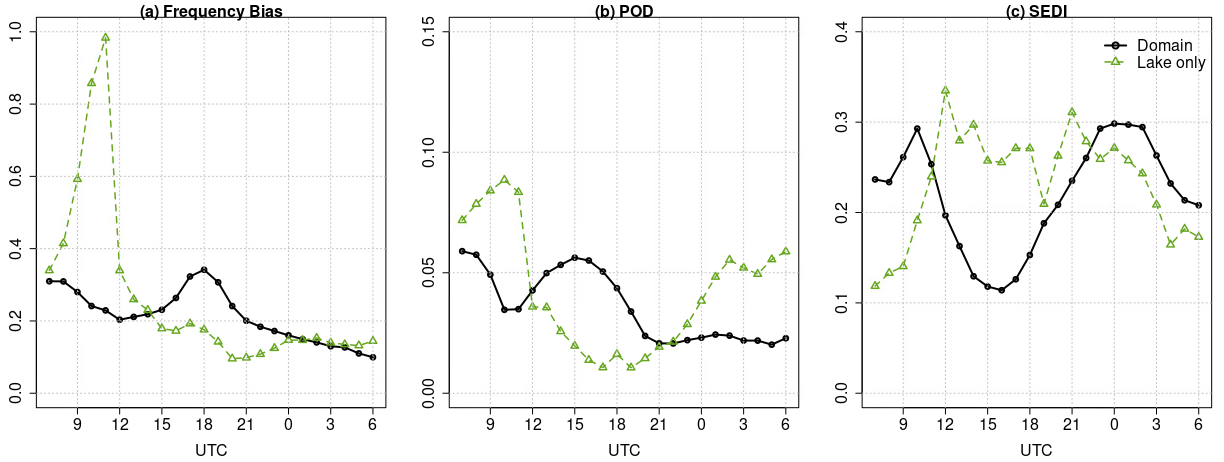 (a) Frequency Bias
1.0
0.8
0.6
0.4
0.2
0.0
9 12 15 18 21 0 3 6
UTC
(b) POD
0.15
0.10
0.05
0.00
9 12 15 18 21 0 3 6
UTC
(c) SEDI
Domain
Lake only
0.4
0.3
0.2
0.1
0.0
9 12 15 18 21 0 3 6
UTC